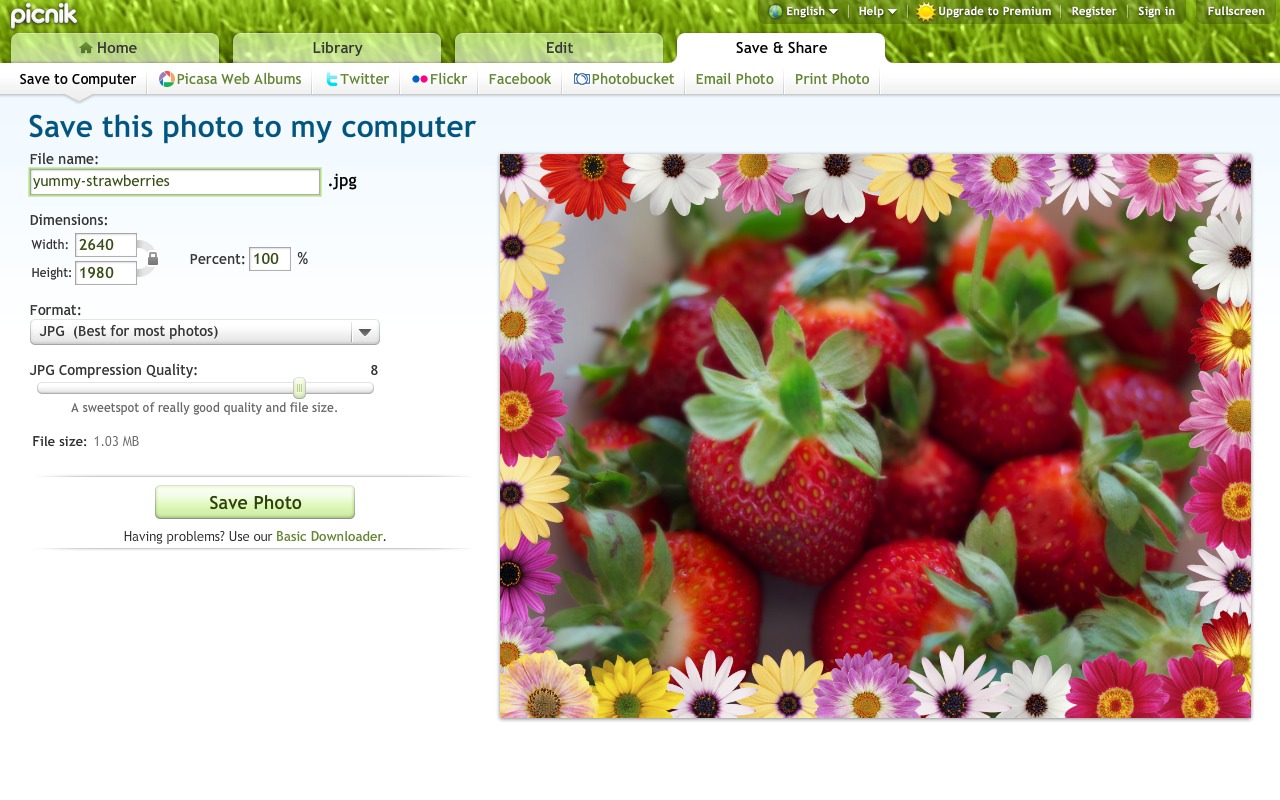 picnik
English Help Upgrade to Premium Register Sign in Fullscreen
Home Library Edit Save & Share
Save to Computer Picasa Web Albums Twitter Flickr Facebook Photobucket Email Photo Print Photo
Save this photo to my computer
File name:
yummy-strawberries .jpg
Dimensions:
Width: 2640
Percent: 100 %
Height: 1980
Format:
JPG (Best for most photos)
JPG Compression Quality: 8
A sweetspot of really good quality and file size.
File size: 1.03 MB
Save Photo
Having problems? Use our Basic Downloader.